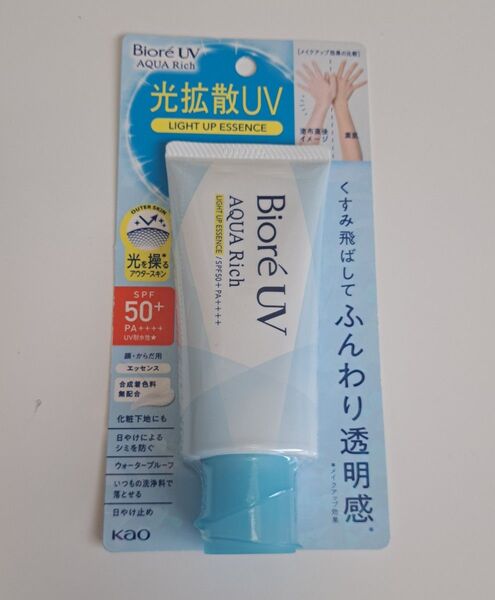 Bioré UV
AQUA Rich
光拡散UV
LIGHT UP ESSENCE
[メイクアップ効果の比較]
塗布直後
イメージ
素肌
OUTER SKIN
光を操る*
アウタースキン
SPF
50+
PA++++
UV耐水性★
顔・からだ用
エッセンス
合成着色料
無配合
化粧下地にも
日やけによる
シミを防ぐ
ウォータープルーフ
いつもの洗浄料で
落とせる
日やけ止め
Kao
Bioré UV
AQUA Rich
LIGHT UP ESSENCE / SPF50+ PA++++
くすみ飛ばして
ふんわり透明感*
*メイクアップ効果